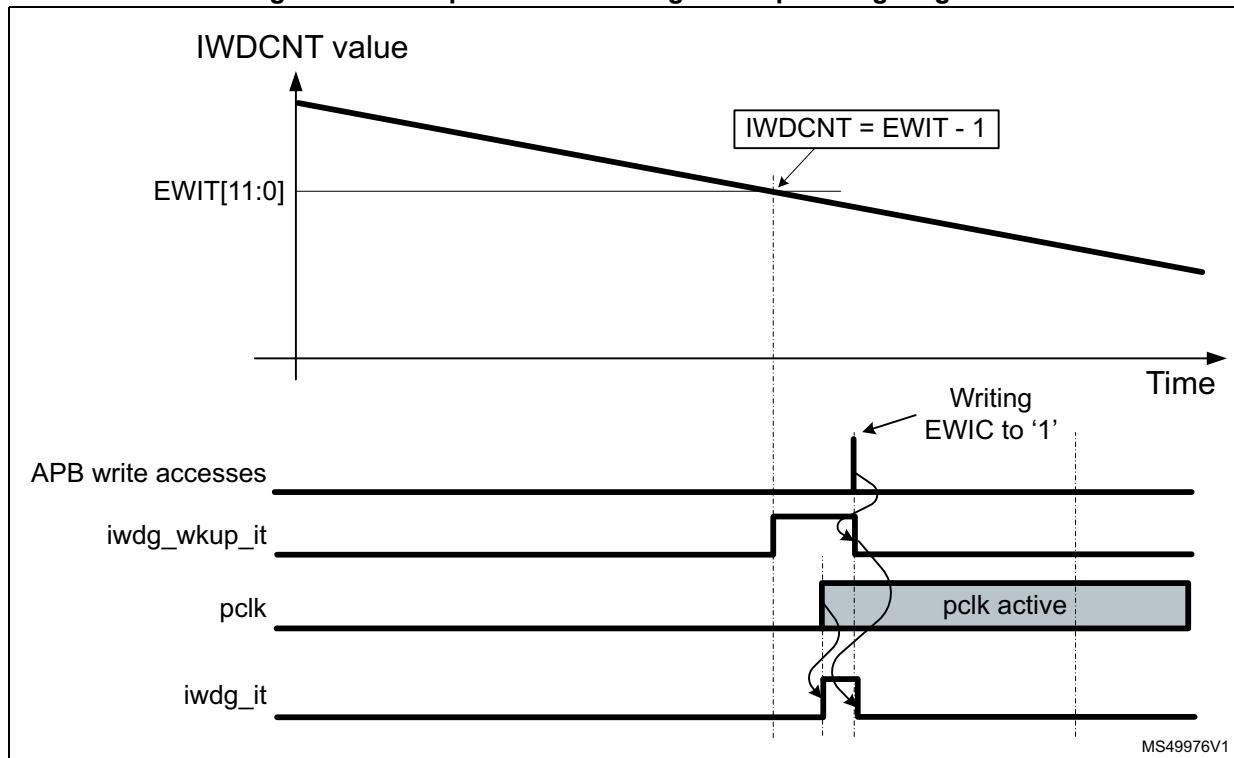 IWDCNT value
IWDCNT = EWIT - 1
EWIT[11:0]
Time
Writing
EWIC to ‘1’
APB write accesses
iwdg_wkup_it
pclk
pclk active
iwdg_it
MS49976V1